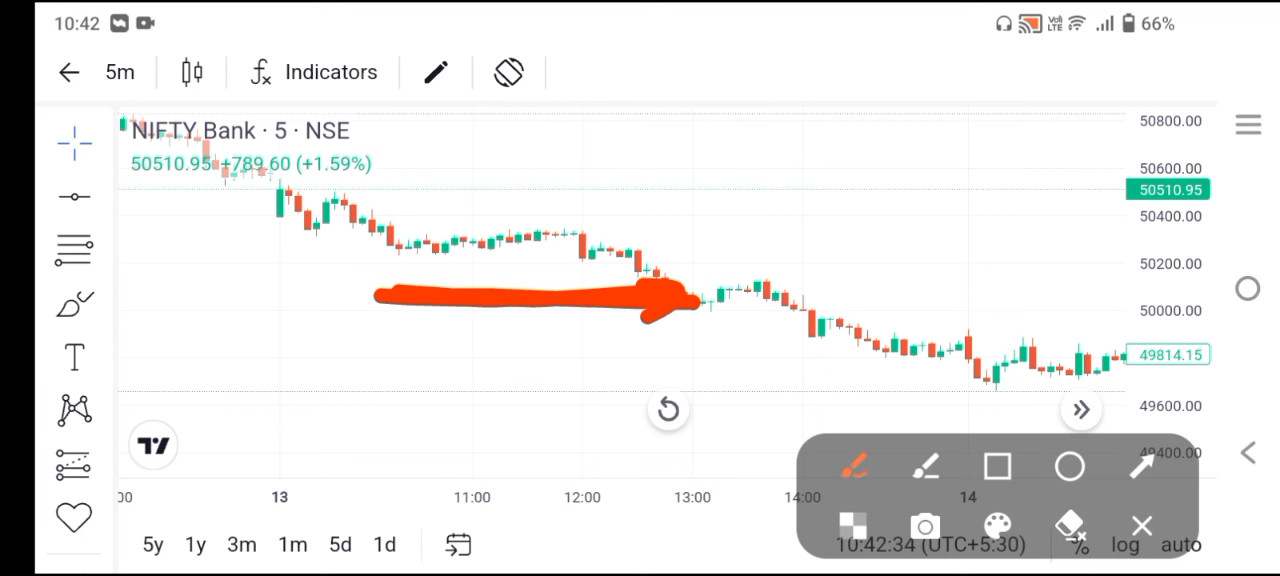 10:42
Vol LTE 66%
5m Indicators
NIFTY Bank · 5 · NSE
50510.95 +789.60 (+1.59%)
50800.00
50600.00
50510.95
50400.00
50200.00
50000.00
49814.15
49600.00
49400.00
:00 13 11:00 12:00 13:00 14:00 14
5y 1y 3m 1m 5d 1d
10:42:34 (UTC+5:30) % log auto